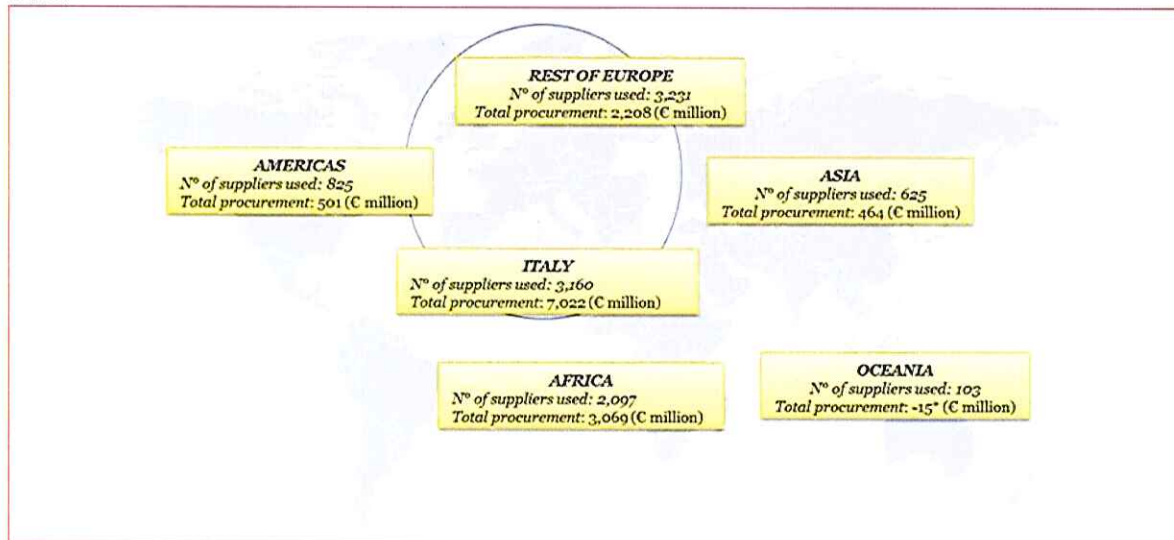 REST OF EUROPE
N° of suppliers used: 3,231
Total procurement: 2,208 (€ million)
AMERICAS
N° of suppliers used: 825
Total procurement: 501 (€ million)
ASIA
N° of suppliers used: 625
Total procurement: 464 (€ million)
ITALY
N° of suppliers used: 3,160
Total procurement: 7,022 (€ million)
AFRICA
N° of suppliers used: 2,097
Total procurement: 3,069 (€ million)
OCEANIA
N° of suppliers used: 103
Total procurement: -15* (€ million)